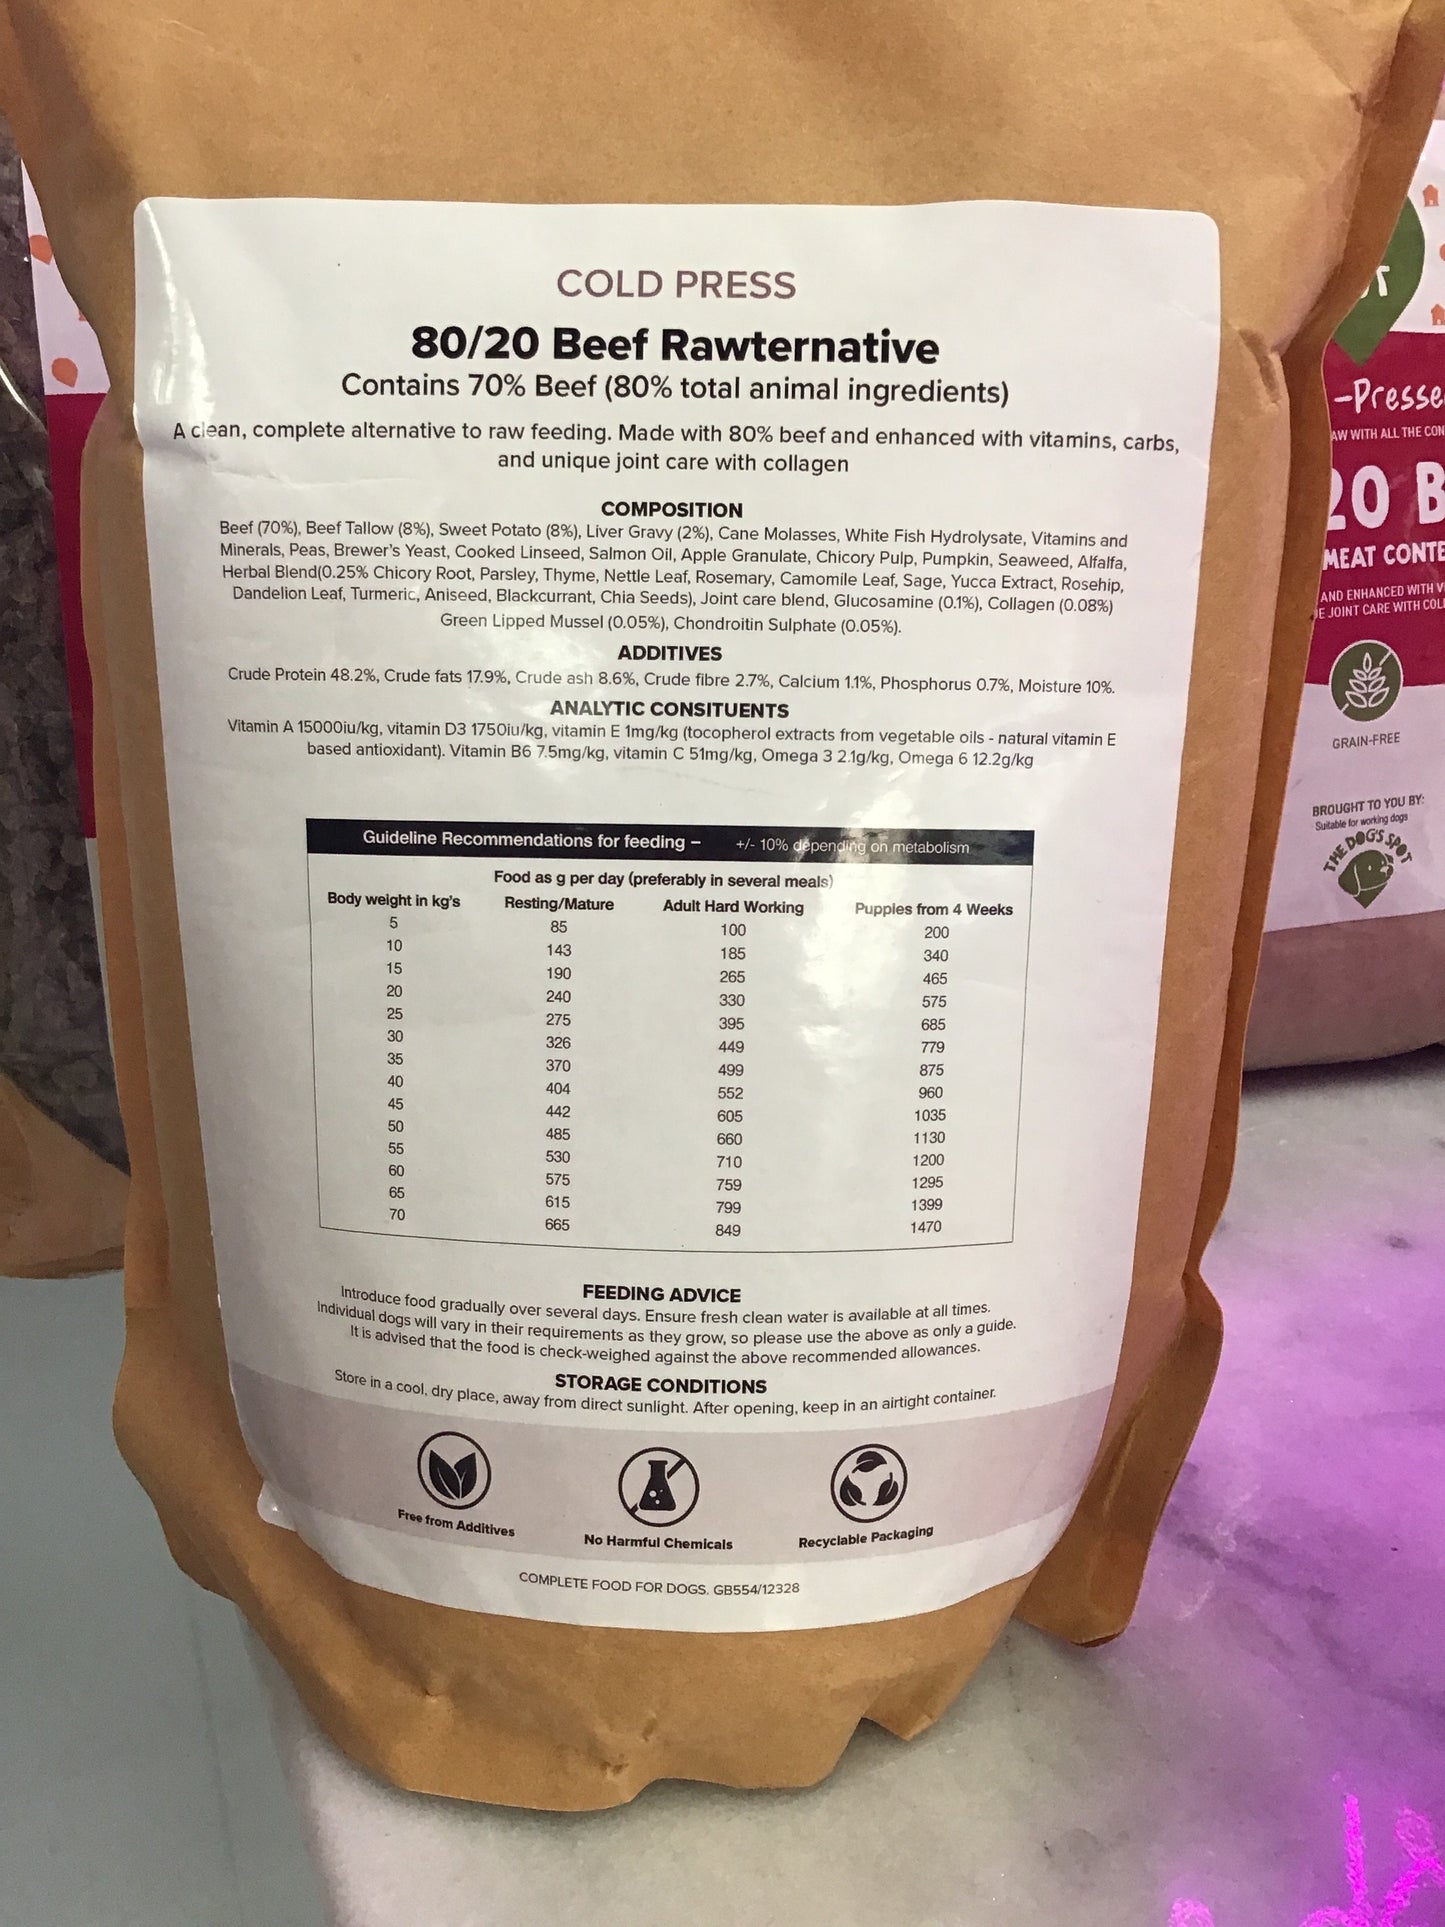 COLD PRESS
80/20 Beef Rawternative
Contains 70% Beef (80% total animal ingredients)
A clean, complete alternative to raw feeding. Made with 80% beef and enhanced with vitamins, carbs,
and unique joint care with collagen
COMPOSITION
Beef (70%), Beef Tallow (8%), Sweet Potato (8%), Liver Gravy (2%), Cane Molasses, White Fish Hydrolysate, Vitamins and
Minerals, Peas, Brewer's Yeast, Cooked Linseed, Salmon Oil, Apple Granulate, Chicory Pulp, Pumpkin, Seaweed, Alfalfa,
Herbal Blend(0.25% Chicory Root, Parsley, Thyme, Nettle Leaf, Rosemary, Camomile Leaf, Sage, Yucca Extract, Rosehip,
Dandelion Leaf, Turmeric, Aniseed, Blackcurrant, Chia Seeds), Joint care blend, Glucosamine (0.1%), Collagen (0.08%)
Green Lipped Mussel (0.05%), Chondroitin Sulphate (0.05%).
ADDITIVES
Crude Protein 48.2%, Crude fats 17.9%, Crude ash 8.6%, Crude fibre 2.7%, Calcium 1.1%, Phosphorus 0.7%, Moisture 10%.
ANALYTIC CONSITUENTS
Vitamin A 15000iu/kg, vitamin D3 1750iu/kg, vitamin E 1mg/kg (tocopherol extracts from vegetable oils - natural vitamin E
based antioxidant). Vitamin B6 7.5mg/kg, vitamin C 51mg/kg, Omega 3 2.1g/kg, Omega 6 12.2g/kg
Guideline Recommendations for feeding – +/- 10% depending on metabolism
Food as g per day (preferably in several meals)
Body weight in kg's Resting/Mature Adult Hard Working Puppies from 4 Weeks
5 85 100 200
10 143 185 340
15 190 265 465
20 240 330 575
25 275 395 685
30 326 449 779
35 370 499 875
40 404 552 960
45 442 605 1035
50 485 660 1130
55 530 710 1200
60 575 759 1295
65 615 799 1399
70 665 849 1470
FEEDING ADVICE
Introduce food gradually over several days. Ensure fresh clean water is available at all times.
Individual dogs will vary in their requirements as they grow, so please use the above as only a guide.
It is advised that the food is check-weighed against the above recommended allowances.
STORAGE CONDITIONS
Store in a cool, dry place, away from direct sunlight. After opening, keep in an airtight container.
Free from Additives
No Harmful Chemicals
Recyclable Packaging
COMPLETE FOOD FOR DOGS. GB554/12328
-Presse
AW WITH ALL THE CON
20 B
MEAT CONTE
AND ENHANCED WITH V
E JOINT CARE WITH COLL
GRAIN-FREE
BROUGHT TO YOU BY:
Suitable for working dogs
THE DOG'S SPOT